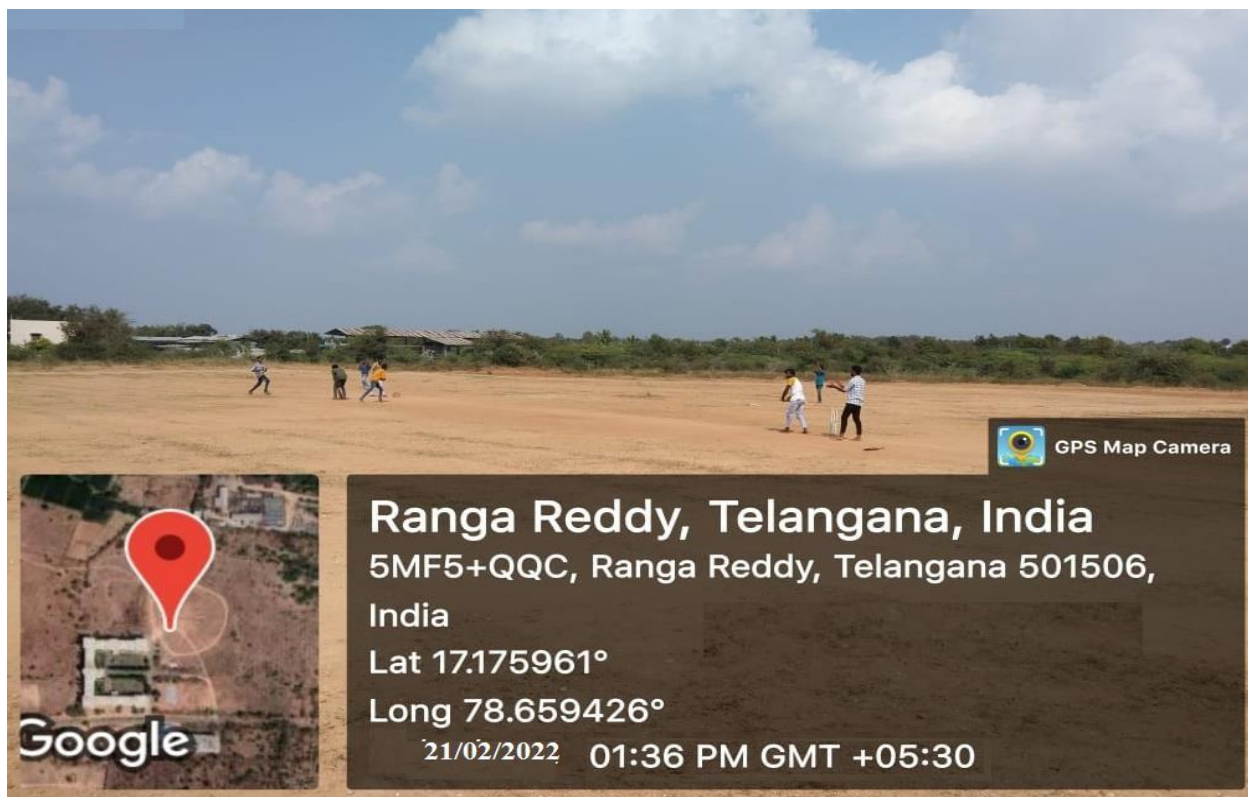 GPS Map Camera
Ranga Reddy, Telangana, India
5MF5+QQC, Ranga Reddy, Telangana 501506,
India
Lat 17.175961°
Long 78.659426°
21/02/2022 01:36 PM GMT +05:30
Google